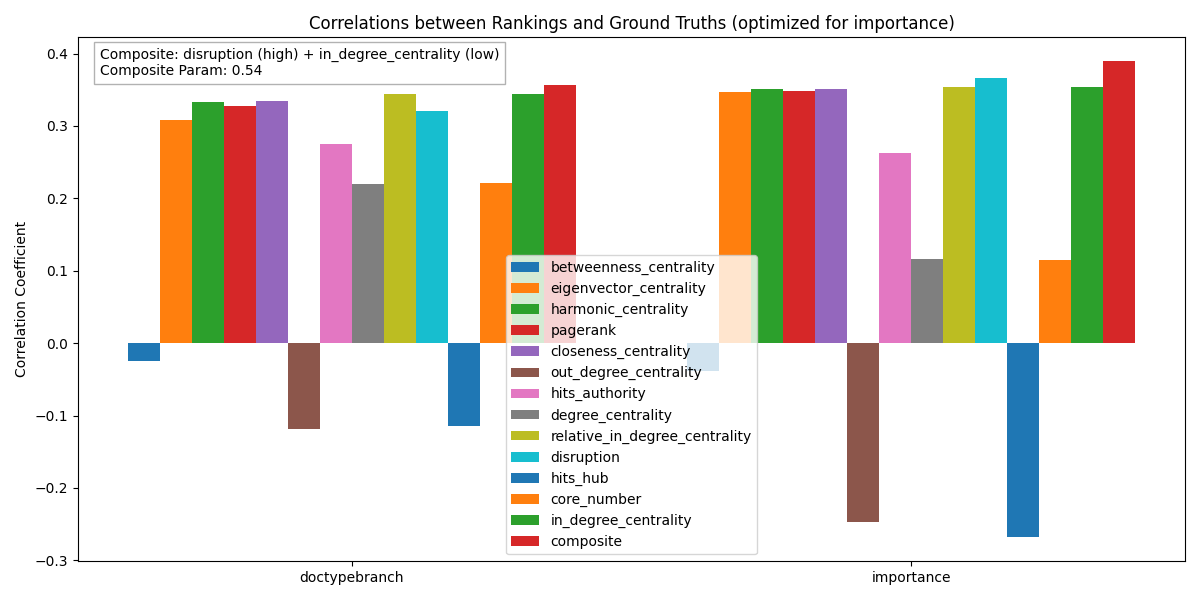 Correlations between Rankings and Ground Truths (optimized for importance)
Composite: disruption (high) + in_degree_centrality (low)
Composite Param: 0.54
Correlation Coefficient
0.4
0.3
0.2
0.1
0.0
−0.1
−0.2
−0.3
betweenness_centrality
eigenvector_centrality
harmonic_centrality
pagerank
closeness_centrality
out_degree_centrality
hits_authority
degree_centrality
relative_in_degree_centrality
disruption
hits_hub
core_number
in_degree_centrality
composite
doctypebranch
importance